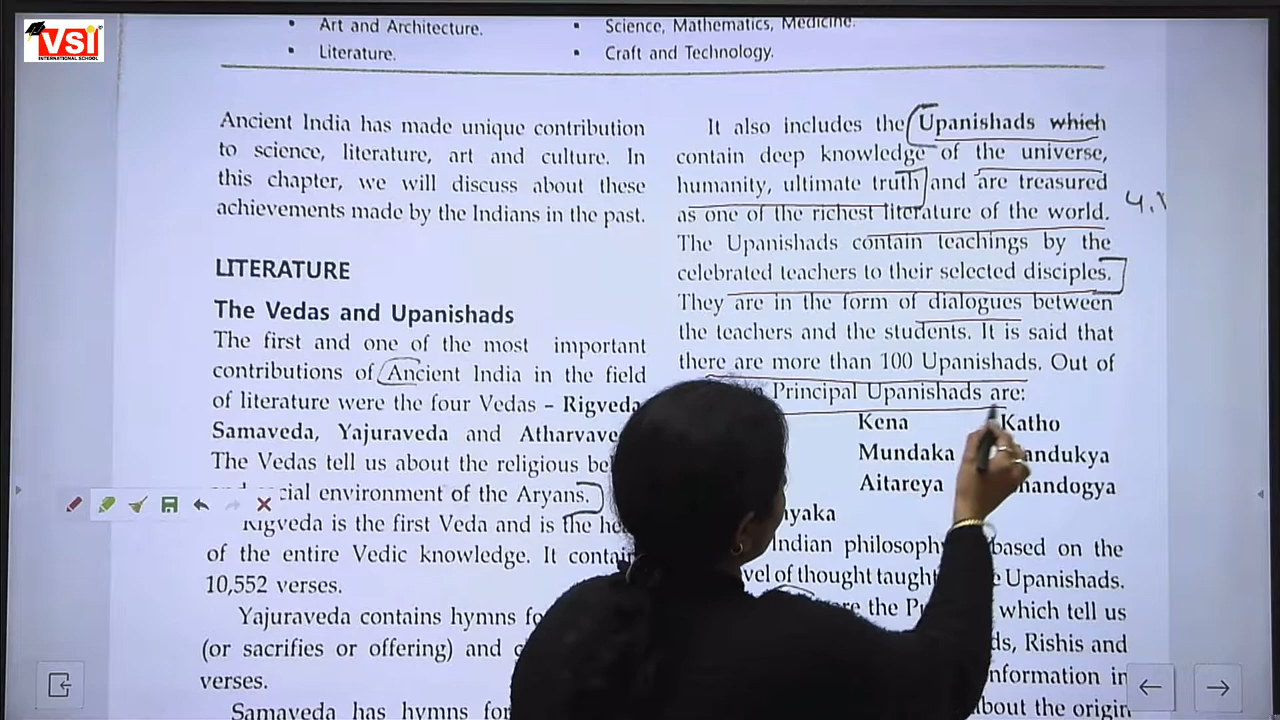 VSI
INTERNATIONAL SCHOOL
• Art and Architecture.
• Literature.
• Science, Mathematics, Medicine.
• Craft and Technology.
Ancient India has made unique contribution
to science, literature, art and culture. In
this chapter, we will discuss about these
achievements made by the Indians in the past.
LITERATURE
The Vedas and Upanishads
The first and one of the most important
contributions of Ancient India in the field
of literature were the four Vedas – Rigveda
Samaveda, Yajuraveda and Atharvave
The Vedas tell us about the religious be
cial environment of the Aryans.
Rigveda is the first Veda and is the he
of the entire Vedic knowledge. It contain
10,552 verses.
Yajuraveda contains hymns fo
(or sacrifies or offering) and
verses.
Samaveda has hymns for
It also includes the Upanishads which
contain deep knowledge of the universe,
humanity, ultimate truth and are treasured
as one of the richest literature of the world.
The Upanishads contain teachings by the
celebrated teachers to their selected disciples.
They are in the form of dialogues between
the teachers and the students. It is said that
there are more than 100 Upanishads. Out of
Principal Upanishads are:
Kena Katho
Mundaka andukya
Aitareya handogya
nyaka
Indian philosophy based on the
vel of thought taught Upanishads.
re the Pu which tell us
ds, Rishis and
nformation in
bout the origin